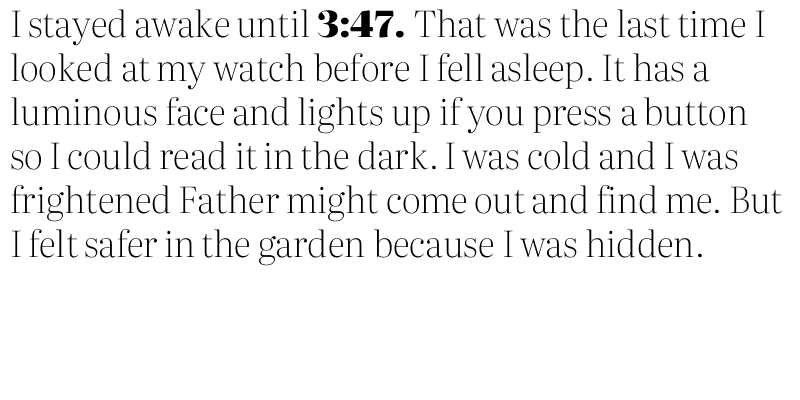 I stayed awake until 3:47. That was the last time I
looked at my watch before I fell asleep. It has a
luminous face and lights up if you press a button
so I could read it in the dark. I was cold and I was
frightened Father might come out and find me. But
I felt safer in the garden because I was hidden.